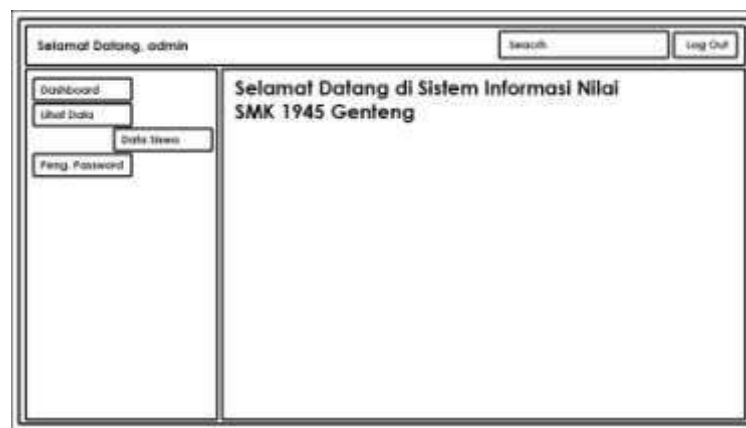 Selamat Datang, admin
Search
Log Out
Dashboard
Lihat Data
Data Siswa
Peng. Password
Selamat Datang di Sistem Informasi Nilai
SMK 1945 Genteng